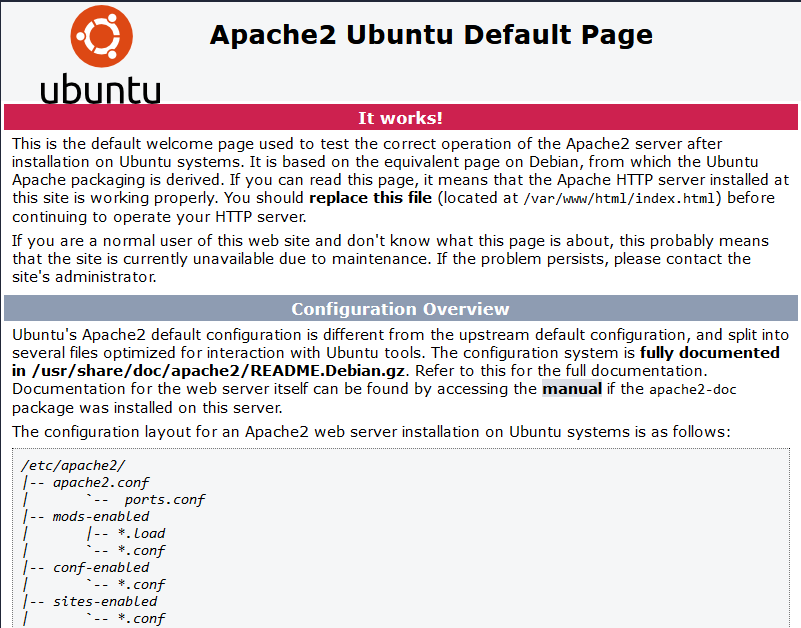 ubuntu
Apache2 Ubuntu Default Page
It works!
This is the default welcome page used to test the correct operation of the Apache2 server after
installation on Ubuntu systems. It is based on the equivalent page on Debian, from which the Ubuntu
Apache packaging is derived. If you can read this page, it means that the Apache HTTP server installed at
this site is working properly. You should replace this file (located at /var/www/html/index.html) before
continuing to operate your HTTP server.
If you are a normal user of this web site and don't know what this page is about, this probably means
that the site is currently unavailable due to maintenance. If the problem persists, please contact the
site's administrator.
Configuration Overview
Ubuntu's Apache2 default configuration is different from the upstream default configuration, and split into
several files optimized for interaction with Ubuntu tools. The configuration system is fully documented
in /usr/share/doc/apache2/README.Debian.gz. Refer to this for the full documentation.
Documentation for the web server itself can be found by accessing the manual if the apache2-doc
package was installed on this server.
The configuration layout for an Apache2 web server installation on Ubuntu systems is as follows:
/etc/apache2/
|-- apache2.conf
|       `--  ports.conf
|-- mods-enabled
|       |-- *.load
|       `-- *.conf
|-- conf-enabled
|       `-- *.conf
|-- sites-enabled
|       `-- *.conf